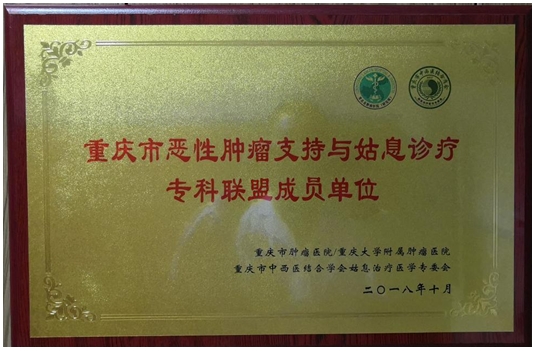 重庆市恶性肿瘤支持与姑息诊疗
专科联盟成员单位
重庆市肿瘤医院/重庆大学附属肿瘤医院
重庆市中西医结合学会姑息治疗医学专委会
二〇一八年十月